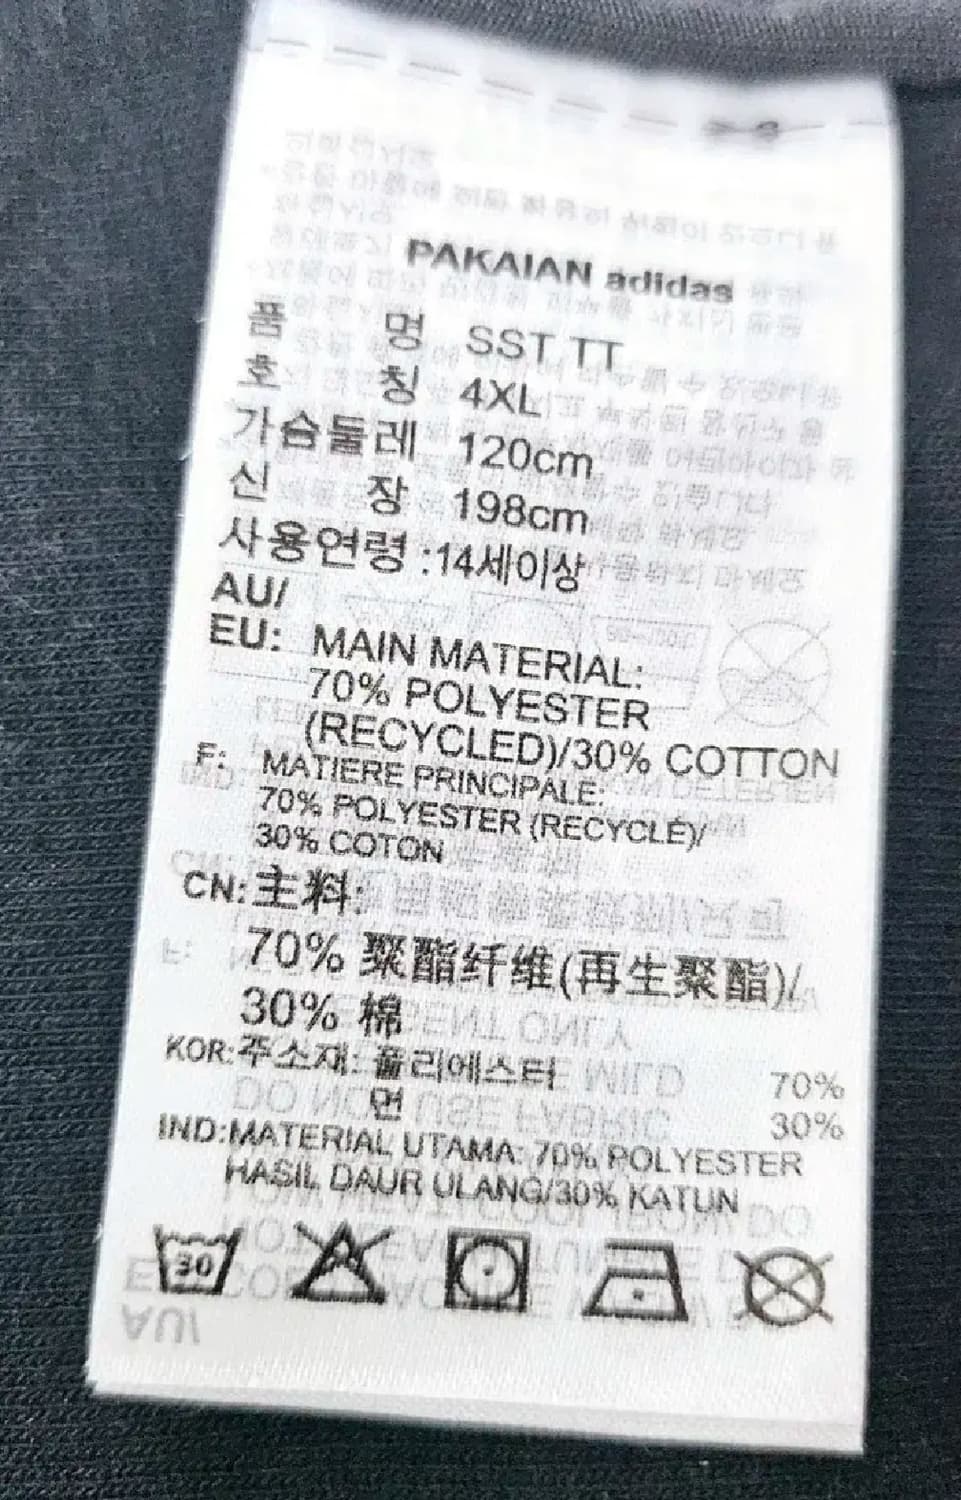 PAKAIAN adidas
품 명 SST TT
호 칭 4XL
가슴둘레 120cm
신 장 198cm
사용연령 :14세이상
AU/
EU: MAIN MATERIAL:
70% POLYESTER
(RECYCLED)/30% COTTON
F: MATIERE PRINCIPALE:
70% POLYESTER (RECYCLÉ)/
30% COTON
CN:主料:
70% 聚酯纤维(再生聚酯)/
30% 棉
KOR:주소재: 폴리에스터 70%
면 30%
IND:MATERIAL UTAMA: 70% POLYESTER
HASIL DAUR ULANG/30% KATUN
30